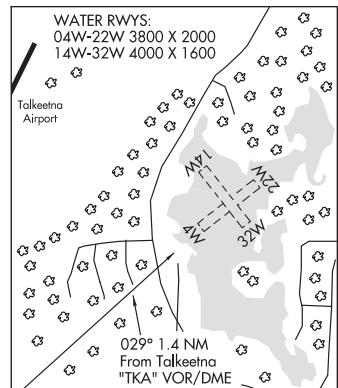 WATER RWYS:
04W-22W 3800 X 2000
14W-32W 4000 X 1600
Talkeetna
Airport
14W
22W
4W
32W
029° 1.4 NM
From Talkeetna
"TKA" VOR/DME